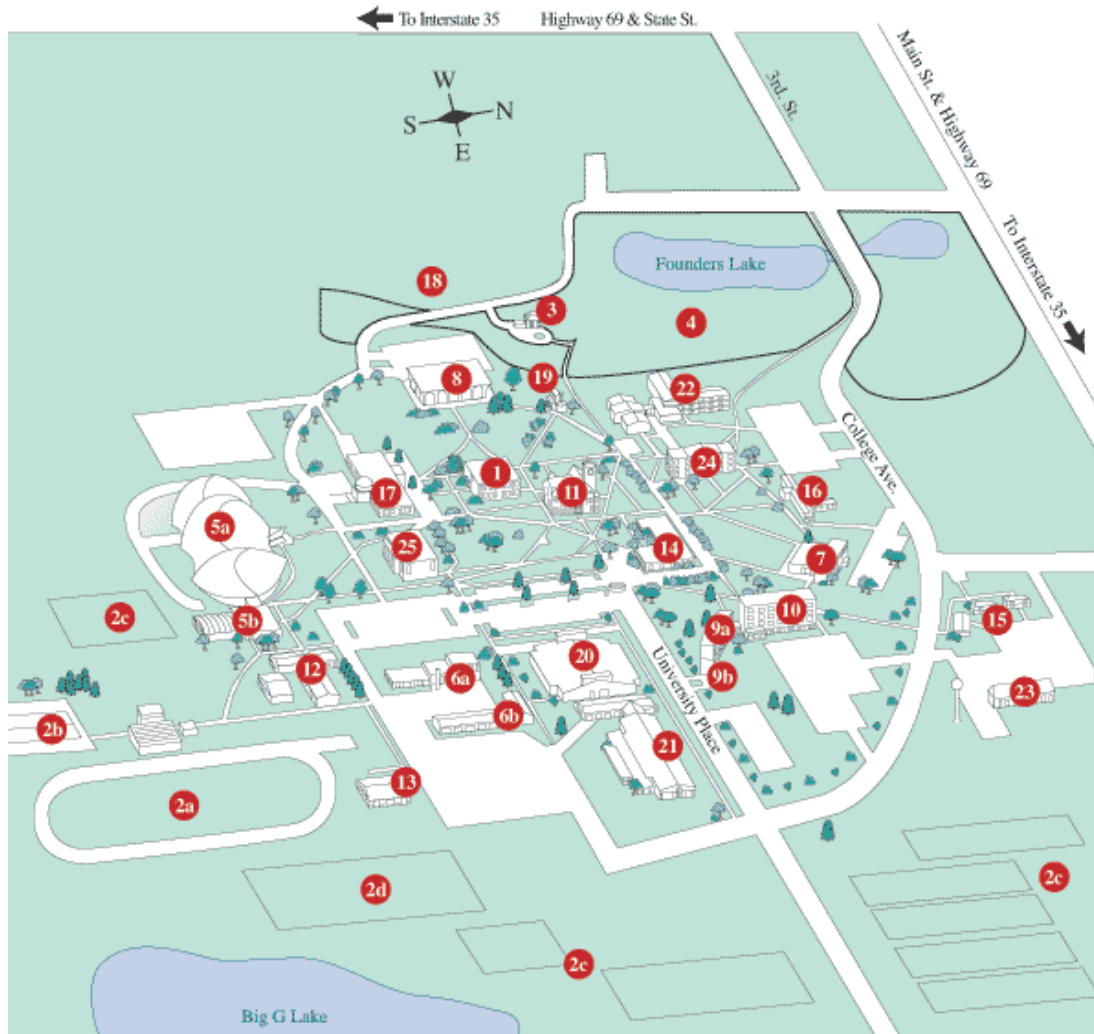 To Interstate 35
Highway 69 & State St.
Main St. & Highway 69
3rd. St.
W
S
N
E
To Interstate 35
Founders Lake
18
3
4
19
22
8
College Ave.
1
24
17
11
16
5a
25
14
7
2c
5b
10
15
9a
12
20
6a
9b
23
University Place
2b
6b
21
13
2a
2d
2c
2c
Big G Lake